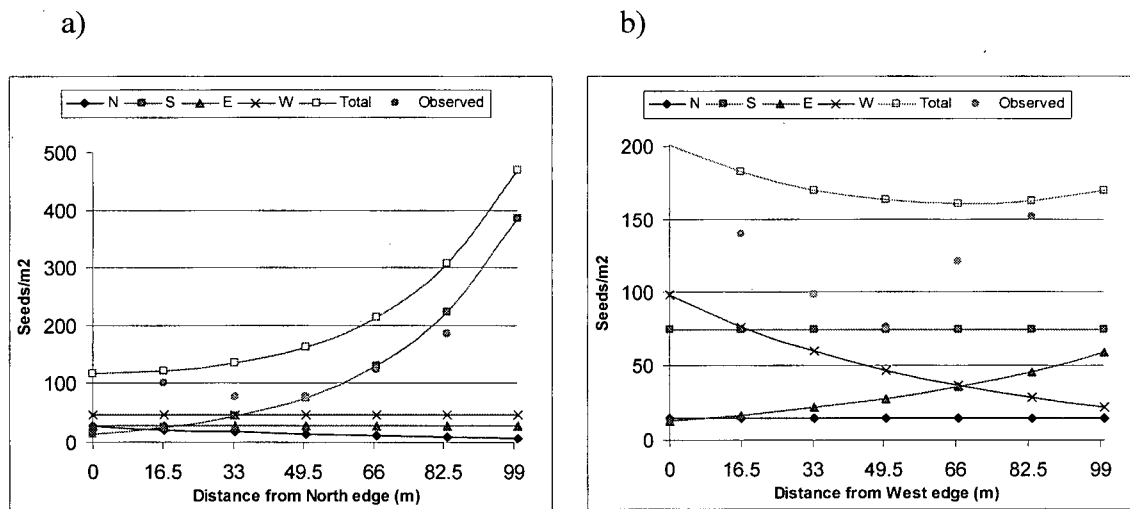 a)
N S E W Total Observed
500
400
300
200
100
0
Seeds/m2
0 16.5 33 49.5 66 82.5 99
Distance from North edge (m)
b)
N S E W Total Observed
200
150
100
50
0
Seeds/m2
0 16.5 33 49.5 66 82.5 99
Distance from West edge (m)